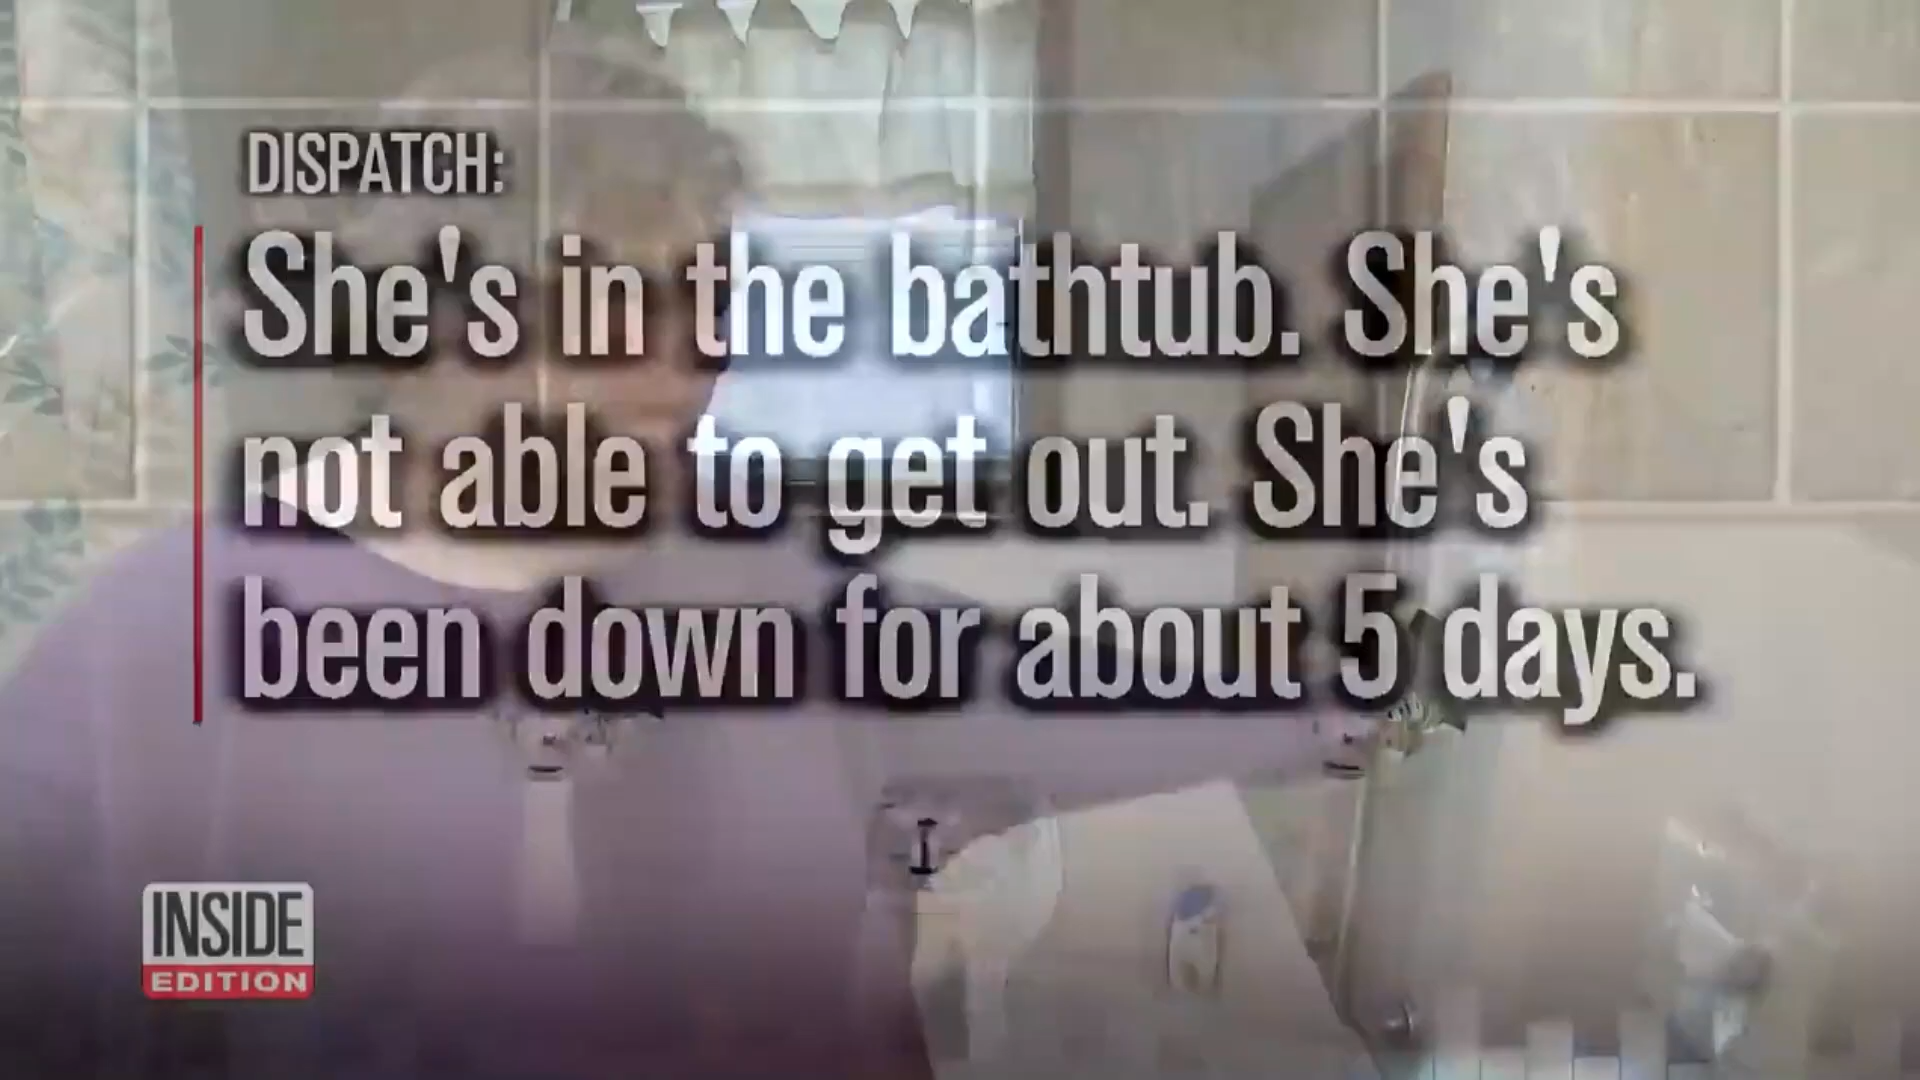 DISPATCH:
She's in the bathtub. She's
not able to get out. She's
been down for about 5 days.
INSIDE
EDITION